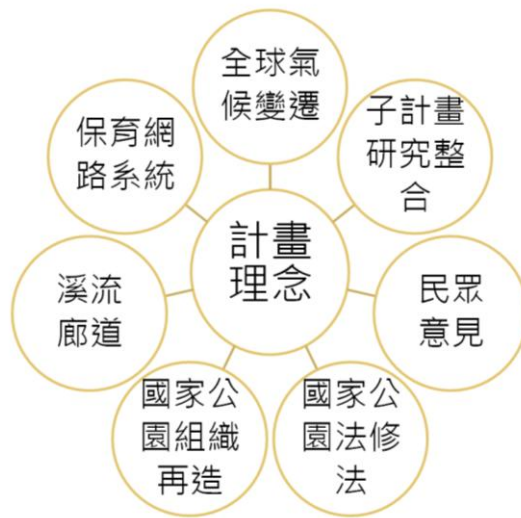 全球氣
候變遷
子計畫
研究整
合
民眾
意見
國家公
園法修
法
國家公
園組織
再造
溪流
廊道
保育網
路系統
計畫
理念